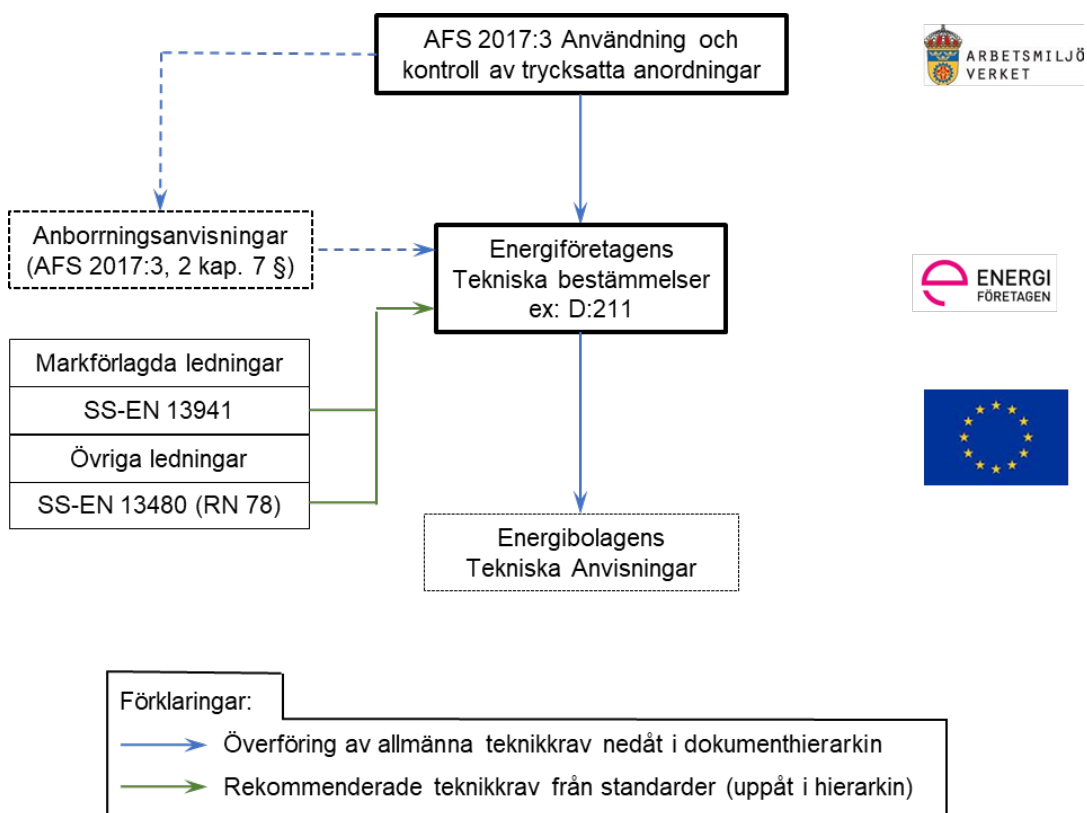 AFS 2017:3 Användning och
kontroll av trycksatta anordningar
ARBETSMILJÖ
VERKET
Anborrningsanvisningar
(AFS 2017:3, 2 kap. 7 §)
Energiföretagens
Tekniska bestämmelser
ex: D:211
ENERGI
FÖRETAGEN
Markförlagda ledningar
SS-EN 13941
Övriga ledningar
SS-EN 13480 (RN 78)
Energibolagens
Tekniska Anvisningar
Förklaringar:
Överföring av allmänna teknikkrav nedåt i dokumenthierarkin
Rekommenderade teknikkrav från standarder (uppåt i hierarkin)